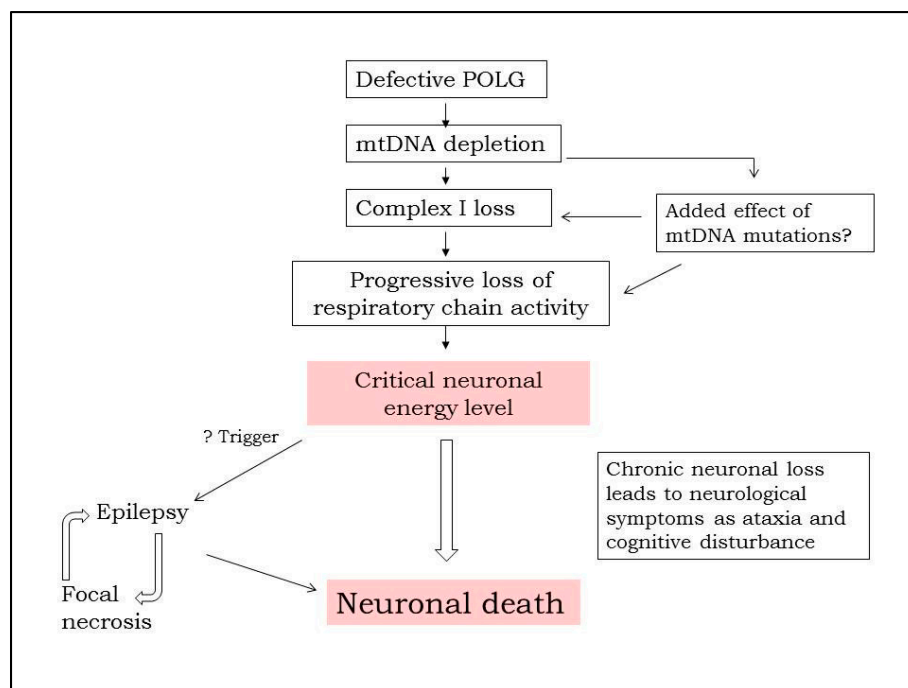 Defective POLG
mtDNA depletion
Complex I loss
Added effect of
mtDNA mutations?
Progressive loss of
respiratory chain activity
Critical neuronal
energy level
? Trigger
Chronic neuronal loss
leads to neurological
symptoms as ataxia and
cognitive disturbance
Epilepsy
Focal
necrosis
Neuronal death